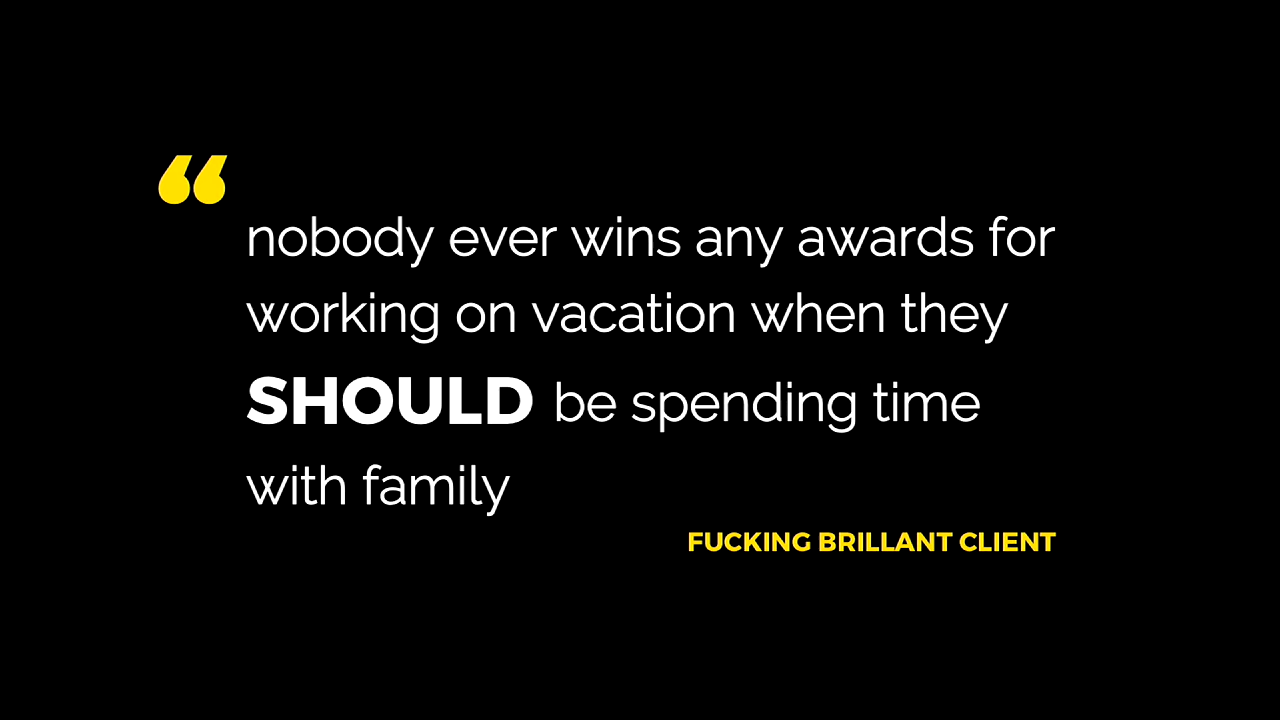 “
nobody ever wins any awards for
working on vacation when they
SHOULD be spending time
with family
FUCKING BRILLANT CLIENT